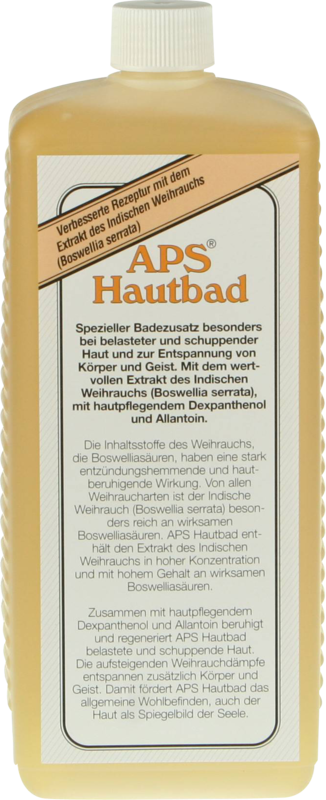 Verbesserte Rezeptur mit dem
Extrakt des Indischen Weihrauchs
(Boswellia serrata)
APS®
Hautbad
Spezieller Badezusatz besonders
bei belasteter und schuppender
Haut und zur Entspannung von
Körper und Geist. Mit dem wert-
vollen Extrakt des Indischen
Weihrauchs (Boswellia serrata),
mit hautpflegendem Dexpanthenol
und Allantoin.
Die Inhaltsstoffe des Weihrauchs,
die Boswelliasäuren, haben eine stark
entzündungshemmende und haut-
beruhigende Wirkung. Von allen
Weihraucharten ist der Indische
Weihrauch (Boswellia serrata) beson-
ders reich an wirksamen
Boswelliasäuren. APS Hautbad ent-
hält den Extrakt des Indischen
Weihrauchs in hoher Konzentration
und mit hohem Gehalt an wirksamen
Boswelliasäuren.
Zusammen mit hautpflegendem
Dexpanthenol und Allantoin beruhigt
und regeneriert APS Hautbad
belastete und schuppende Haut.
Die aufsteigenden Weihrauchdämpfe
entspannen zusätzlich Körper und
Geist. Damit fördert APS Hautbad das
allgemeine Wohlbefinden, auch der
Haut als Spiegelbild der Seele.